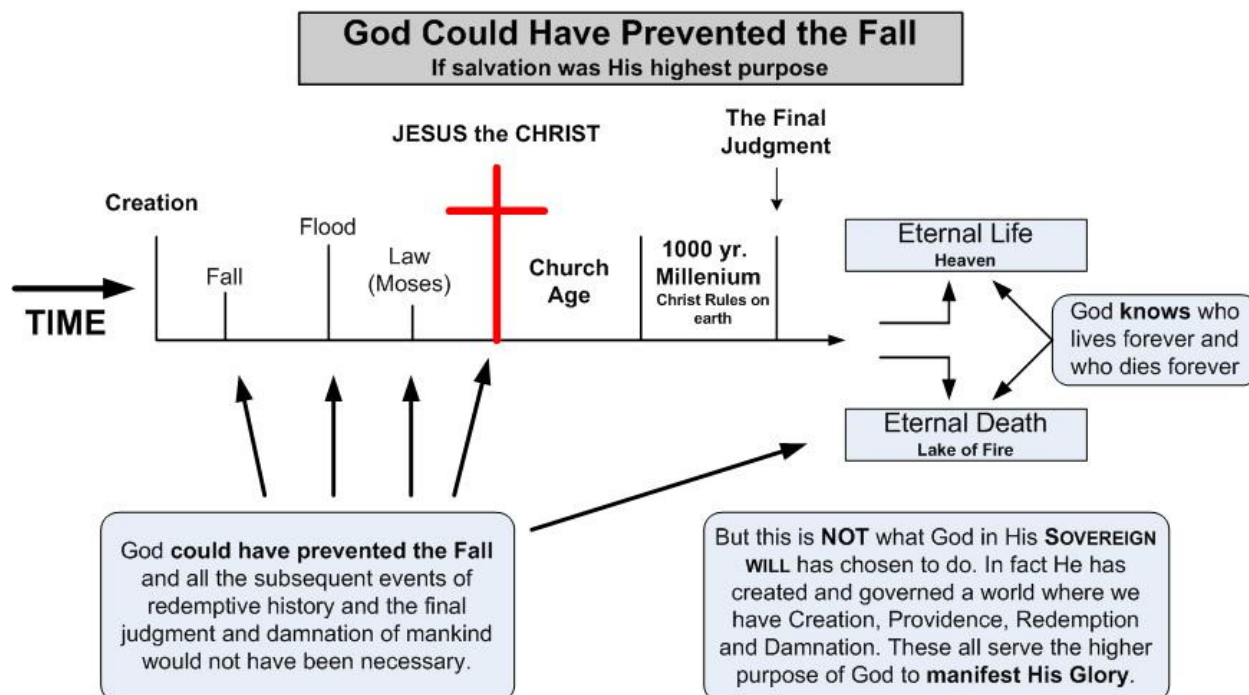 God Could Have Prevented the Fall
If salvation was His highest purpose
JESUS the CHRIST
The Final
Judgment
Creation
Fall
Flood
Law
(Moses)
Church
Age
1000 yr.
Millenium
Christ Rules on
earth
TIME
Eternal Life
Heaven
God knows who
lives forever and
who dies forever
Eternal Death
Lake of Fire
God could have prevented the Fall
and all the subsequent events of
redemptive history and the final
judgment and damnation of mankind
would not have been necessary.
But this is NOT what God in His SOVEREIGN
WILL has chosen to do. In fact He has
created and governed a world where we
have Creation, Providence, Redemption
and Damnation. These all serve the higher
purpose of God to manifest His Glory.